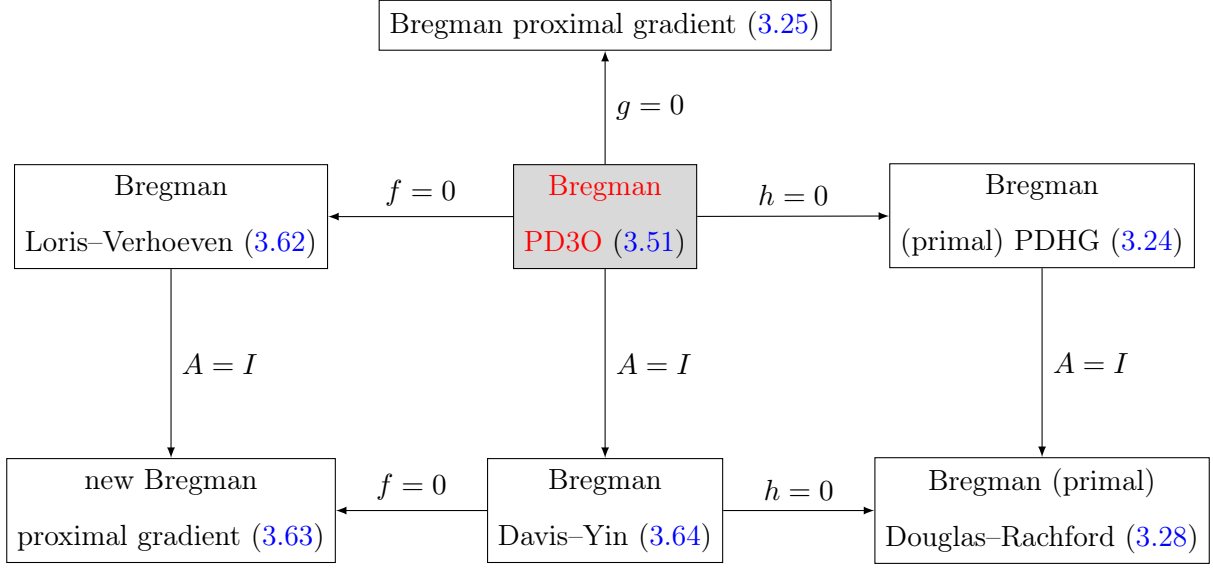 Bregman proximal gradient (3.25)
g = 0
Bregman
Loris–Verhoeven (3.62)
f = 0
Bregman
PD3O (3.51)
h = 0
Bregman
(primal) PDHG (3.24)
A = I
A = I
A = I
new Bregman
proximal gradient (3.63)
f = 0
Bregman
Davis–Yin (3.64)
h = 0
Bregman (primal)
Douglas–Rachford (3.28)